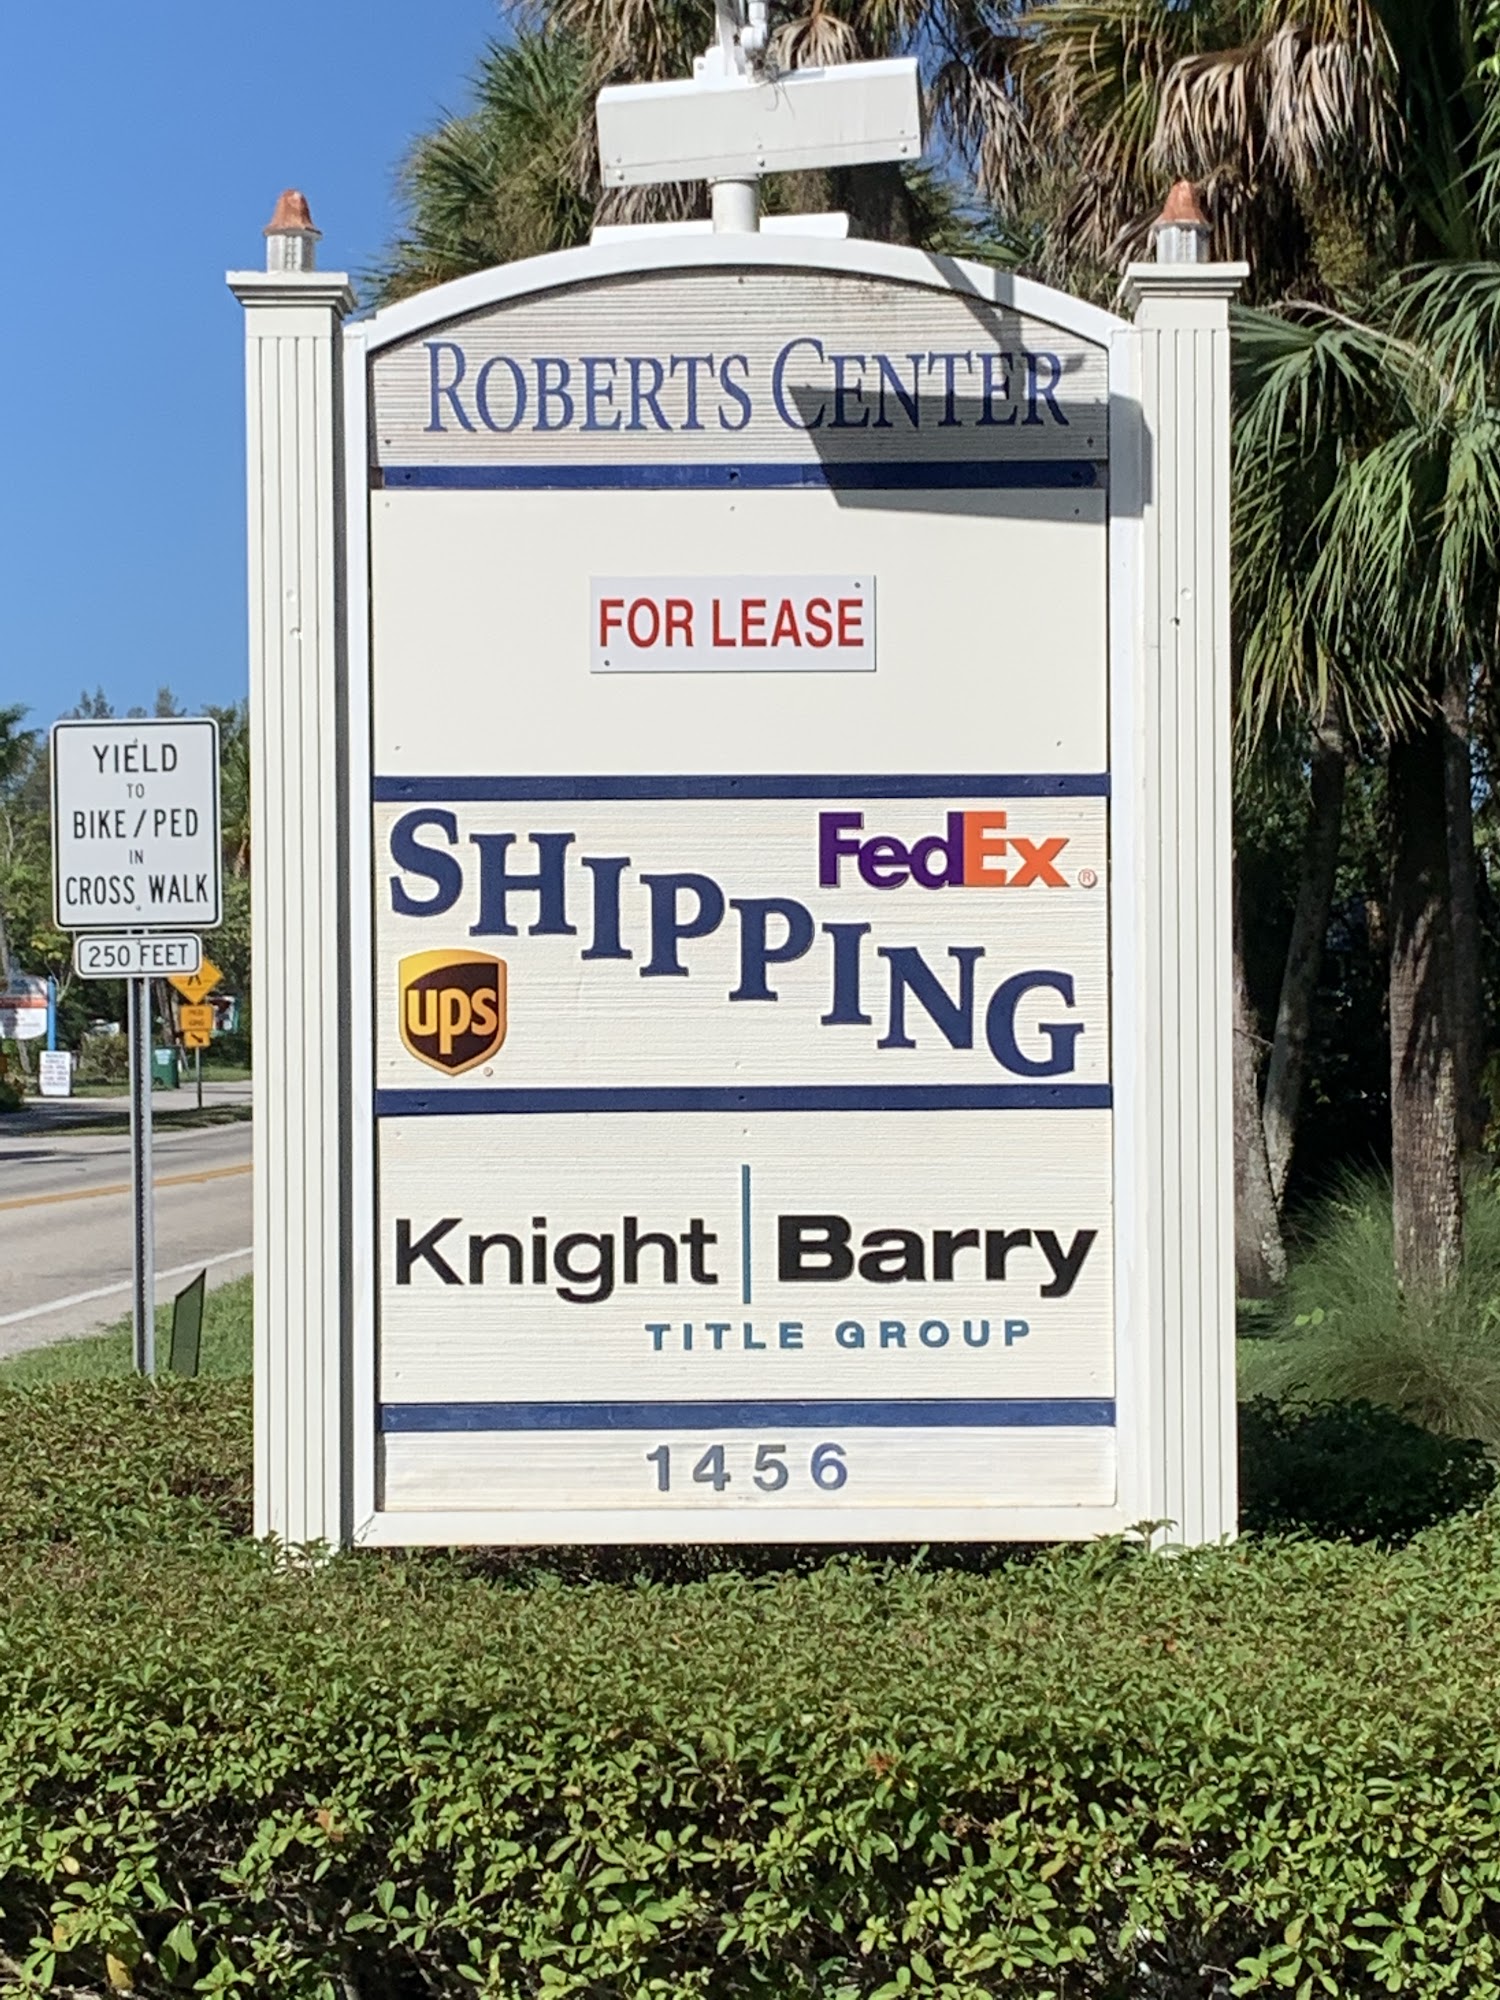 ROBERTS CENTER
FOR LEASE
SHIPPING
FedEx®
ups®
Knight Barry
TITLE GROUP
1456
YIELD
TO
BIKE/PED
IN
CROSS WALK
250 FEET